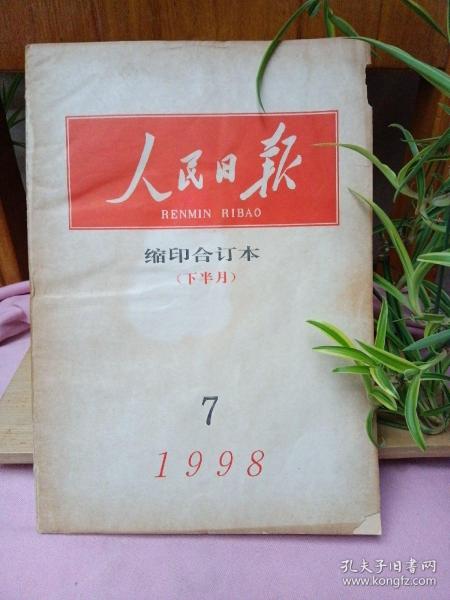 人民日报
RENMIN RIBAO
缩印合订本
(下半月)
7
1998
孔夫子旧书网
www.kongfz.com